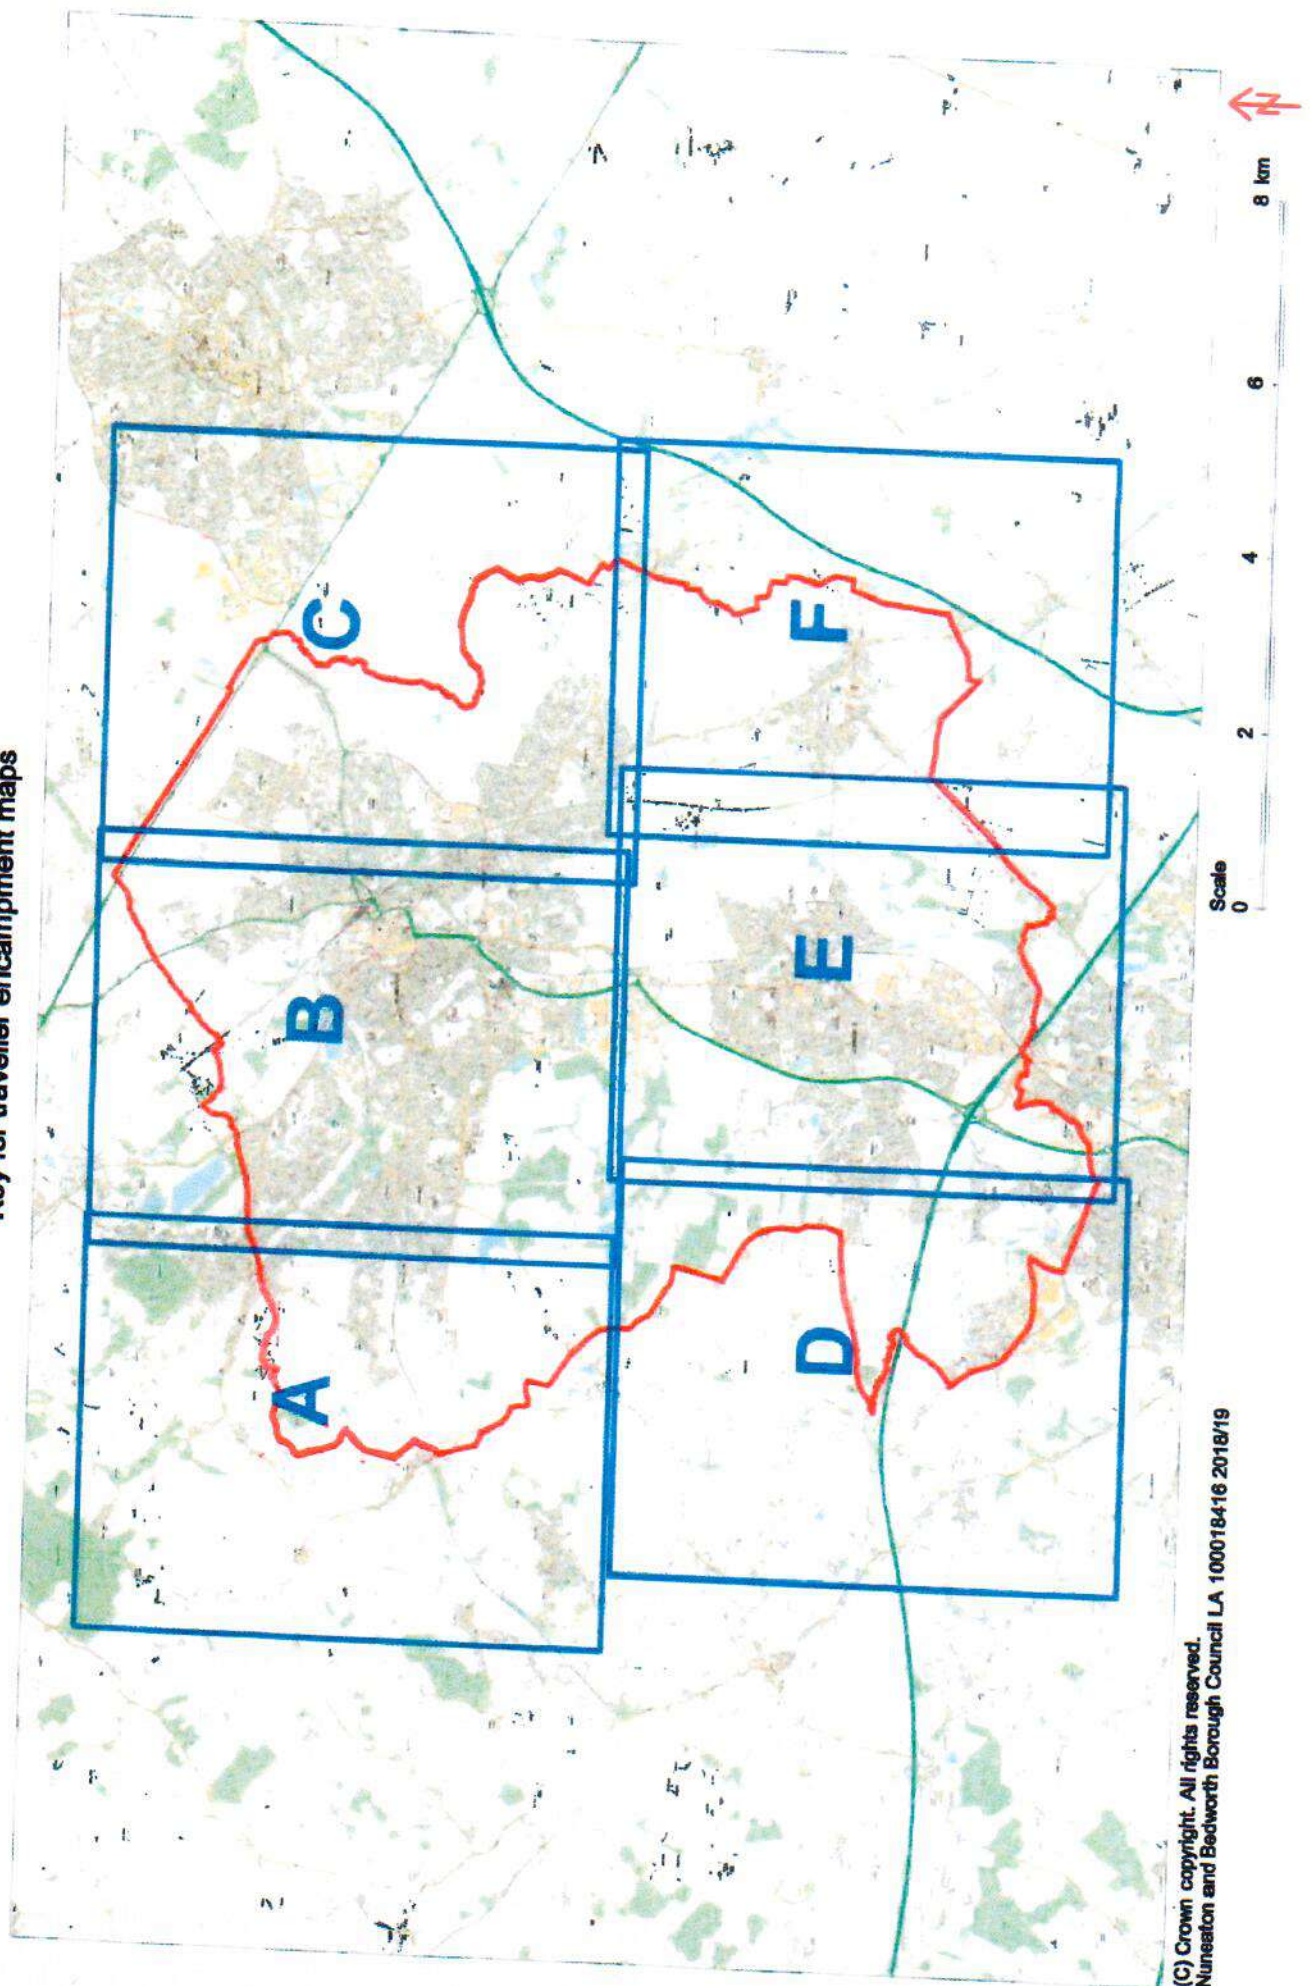 Key for traveller encampment maps
A
B
C
D
E
F
Scale
0 2 4 6 8 km
N
(C) Crown copyright. All rights reserved.
Nuneaton and Bedworth Borough Council LA 100018416 2018/19